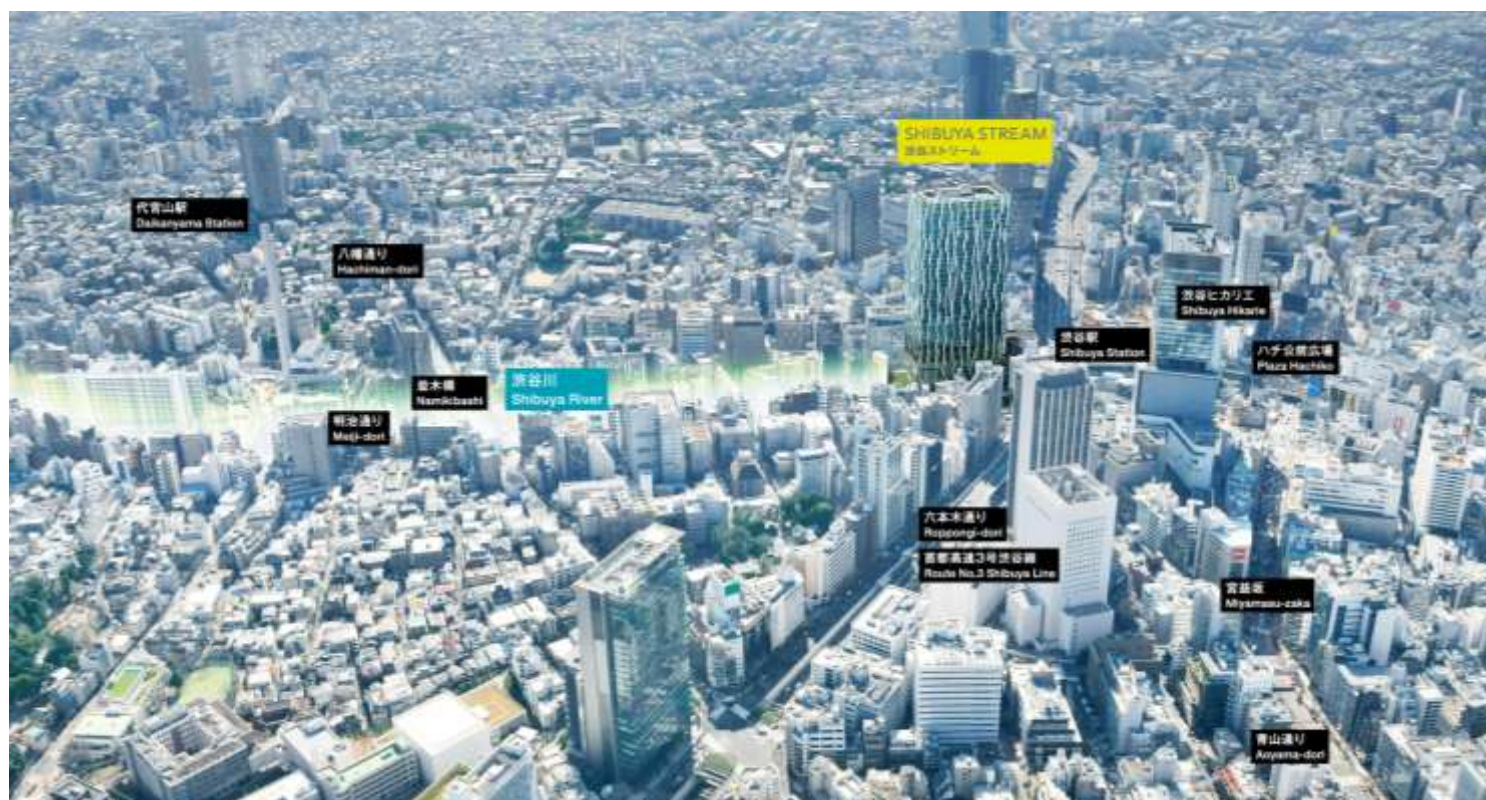 SHIBUYA STREAM
渋谷ストリーム
代官山駅
Daikanyama Station
八幡通り
Hachiman-dori
渋谷ヒカリエ
Shibuya Hikarie
渋谷駅
Shibuya Station
ハチ公前広場
Plaza Hachiko
並木橋
Namikibashi
渋谷川
Shibuya River
明治通り
Meiji-dori
六本木通り
Roppongi-dori
首都高速3号渋谷線
Route No.3 Shibuya Line
宮益坂
Miyamasu-zaka
青山通り
Aoyama-dori